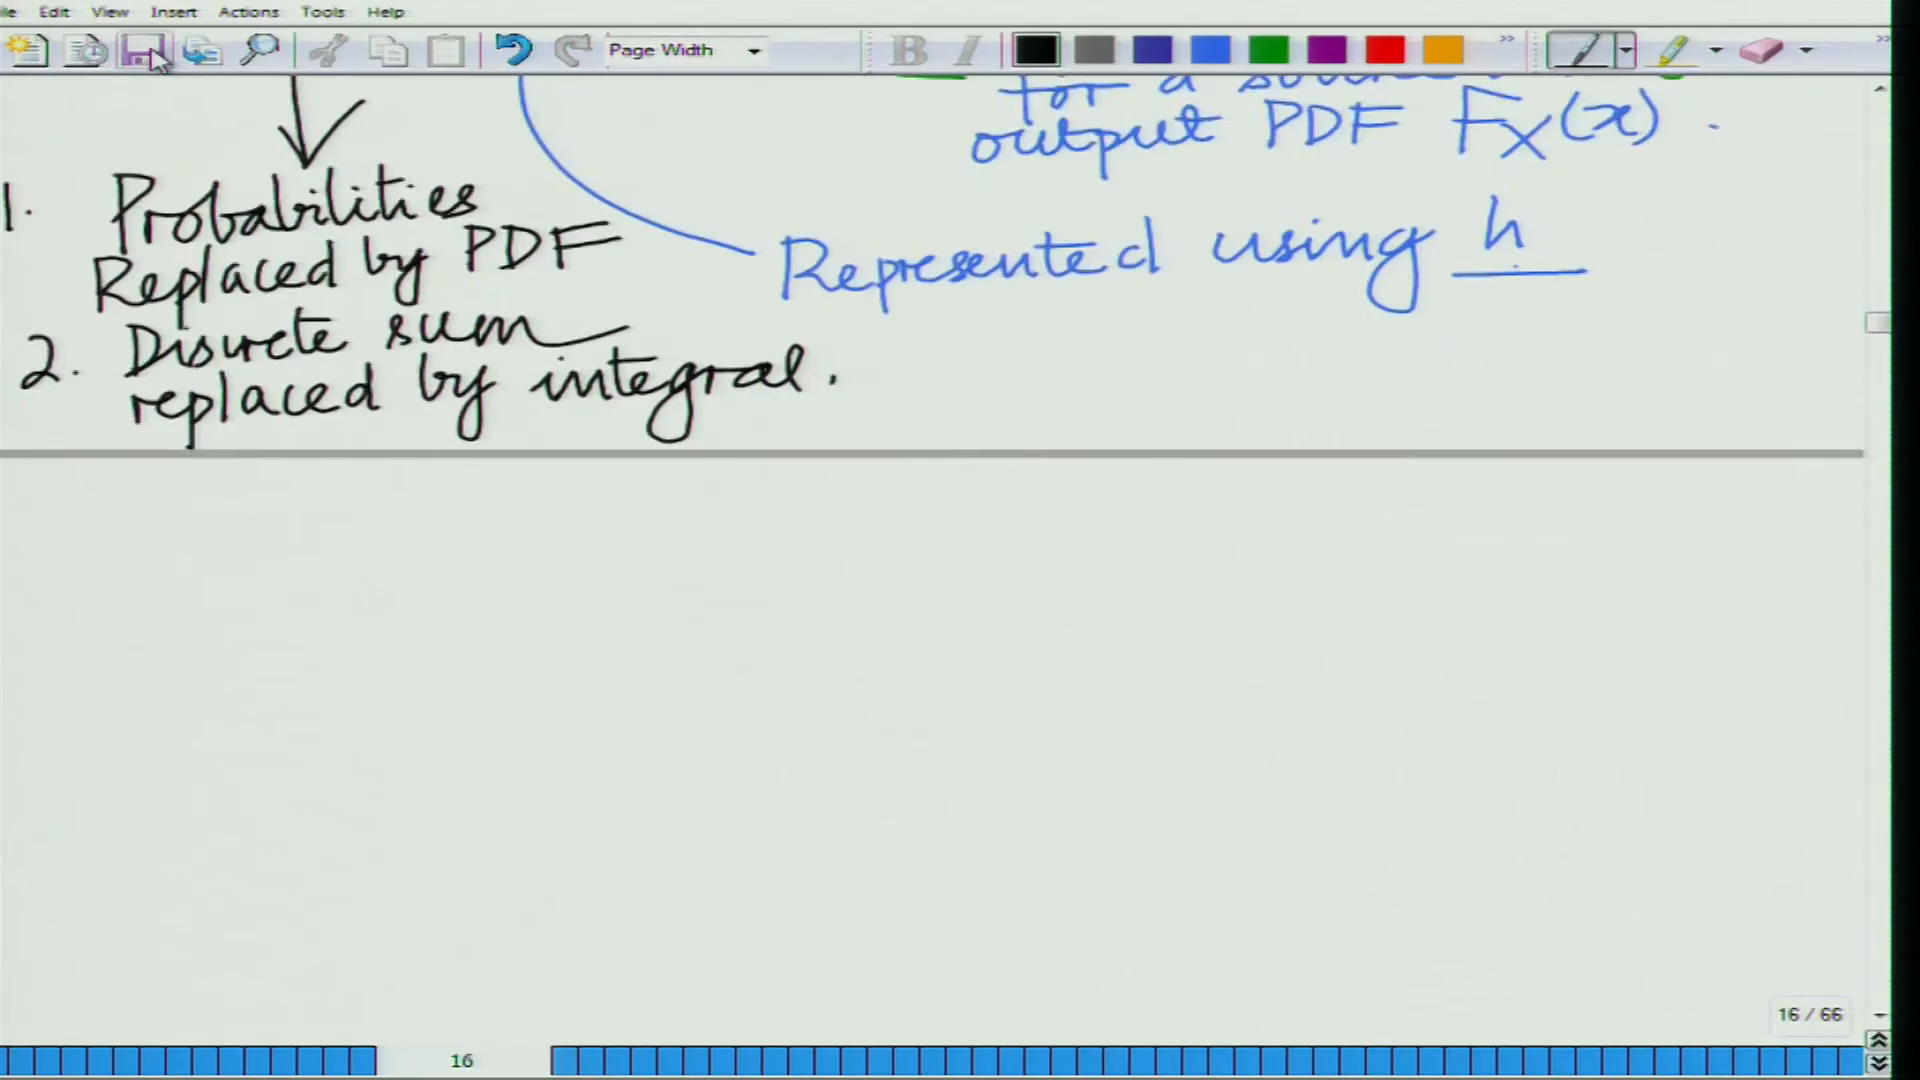 Edit View Insert Actions Tools Help
Page Width
B I
for a
output PDF Fx(x) .
1. Probabilities
Replaced by PDF
Represented using h
2. Discrete sum
replaced by integral.
16 / 66
16